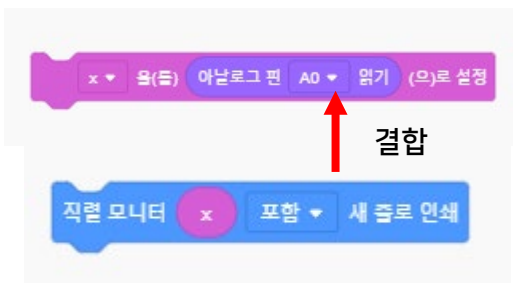 x 을(를) 아날로그 핀 A0 읽기 (으)로 설정
결합
직렬 모니터 x 포함 새 줄로 인쇄